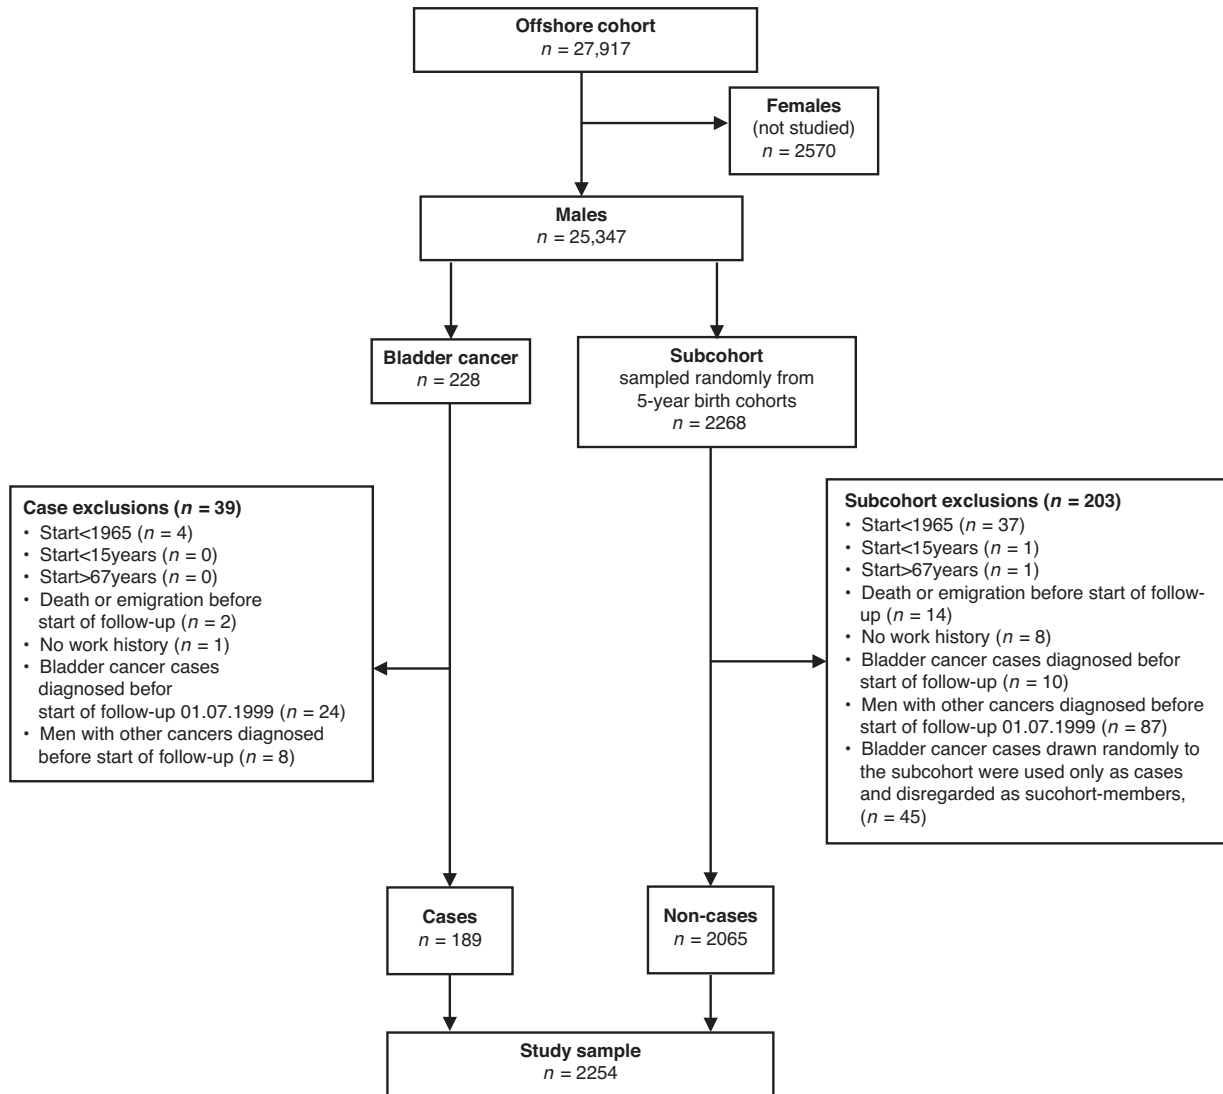 Offshore cohort
n = 27,917
Females
(not studied)
n = 2570
Males
n = 25,347
Bladder cancer
n = 228
Subcohort
sampled randomly from
5-year birth cohorts
n = 2268
Case exclusions (n = 39)
• Start<1965 (n = 4)
• Start<15years (n = 0)
• Start>67years (n = 0)
• Death or emigration before
start of follow-up (n = 2)
• No work history (n = 1)
• Bladder cancer cases
diagnosed befor
start of follow-up 01.07.1999 (n = 24)
• Men with other cancers diagnosed
before start of follow-up (n = 8)
Subcohort exclusions (n = 203)
• Start<1965 (n = 37)
• Start<15years (n = 1)
• Start>67years (n = 1)
• Death or emigration before start of follow-
up (n = 14)
• No work history (n = 8)
• Bladder cancer cases diagnosed befor
start of follow-up (n = 10)
• Men with other cancers diagnosed before
start of follow-up 01.07.1999 (n = 87)
• Bladder cancer cases drawn randomly to
the subcohort were used only as cases
and disregarded as sucohort-members,
(n = 45)
Cases
n = 189
Non-cases
n = 2065
Study sample
n = 2254